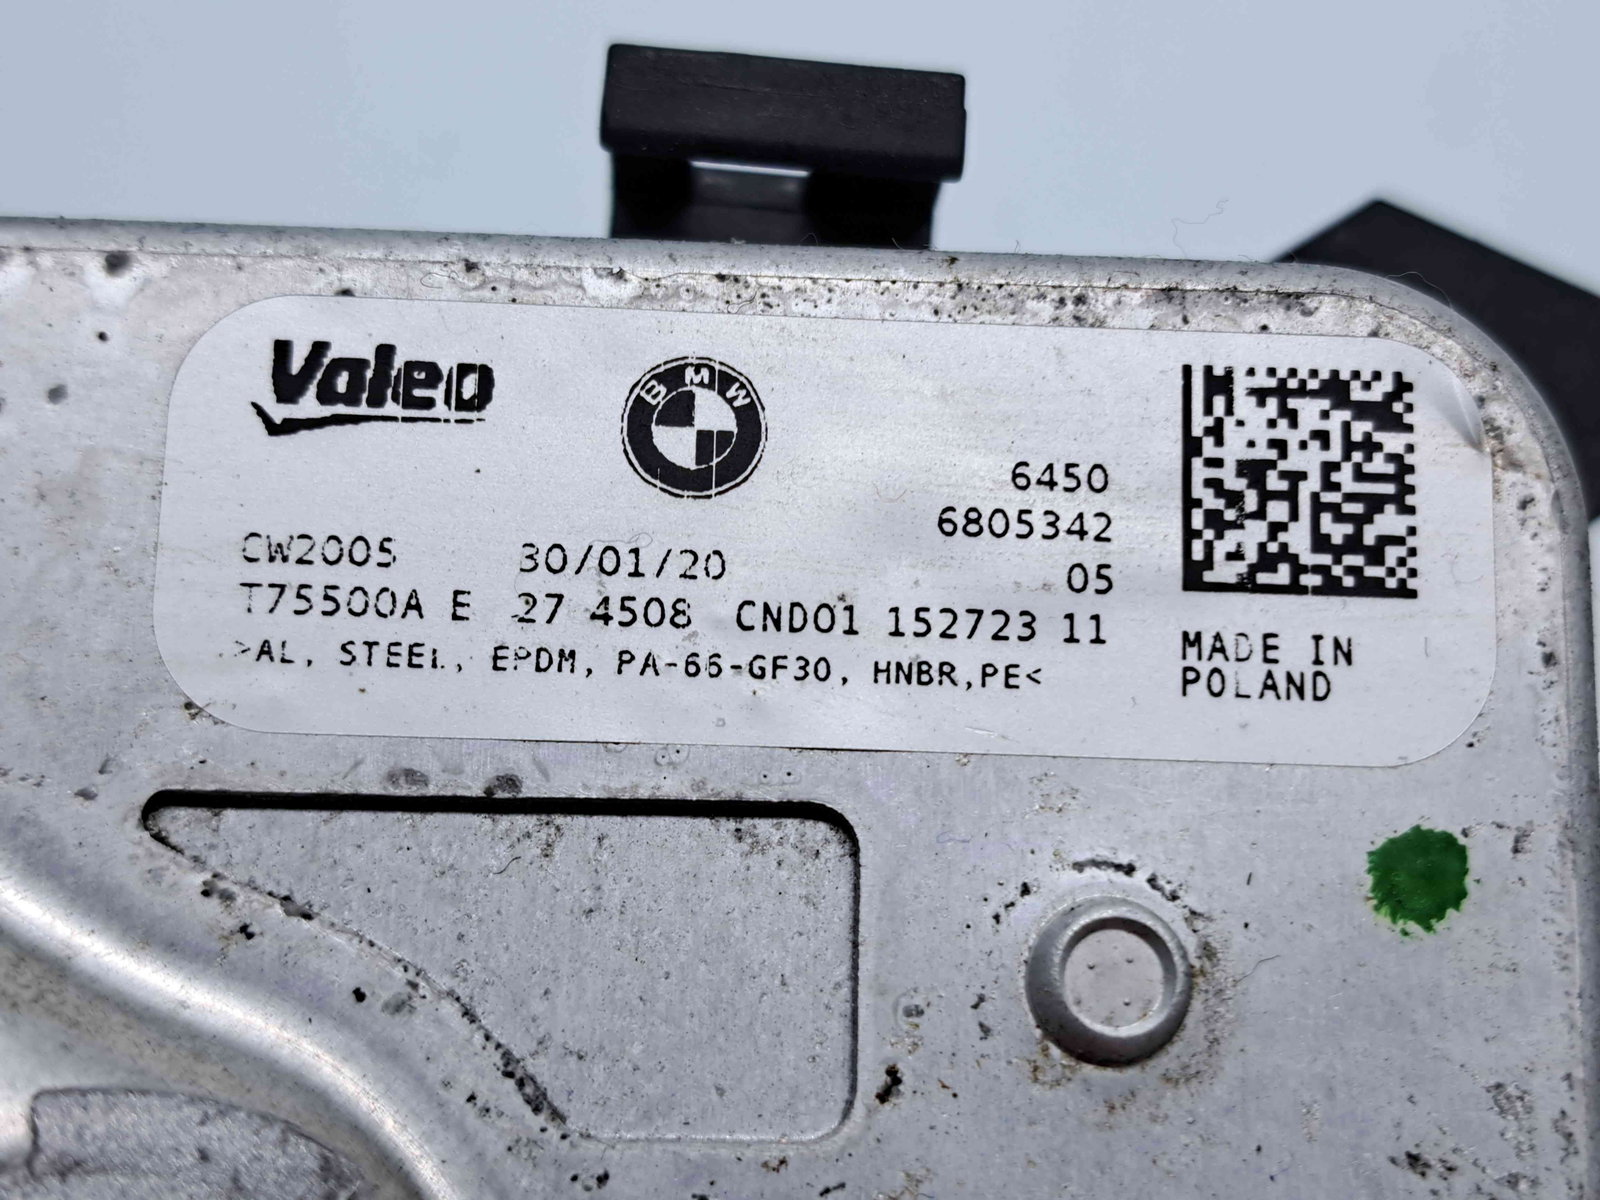 Valeo
BMW
6450
6805342
05
CW2005 30/01/20
T75500A E 27 4508 CND01 152723 11
>AL, STEEL, EPDM, PA-66-GF30, HNBR,PE<
MADE IN
POLAND